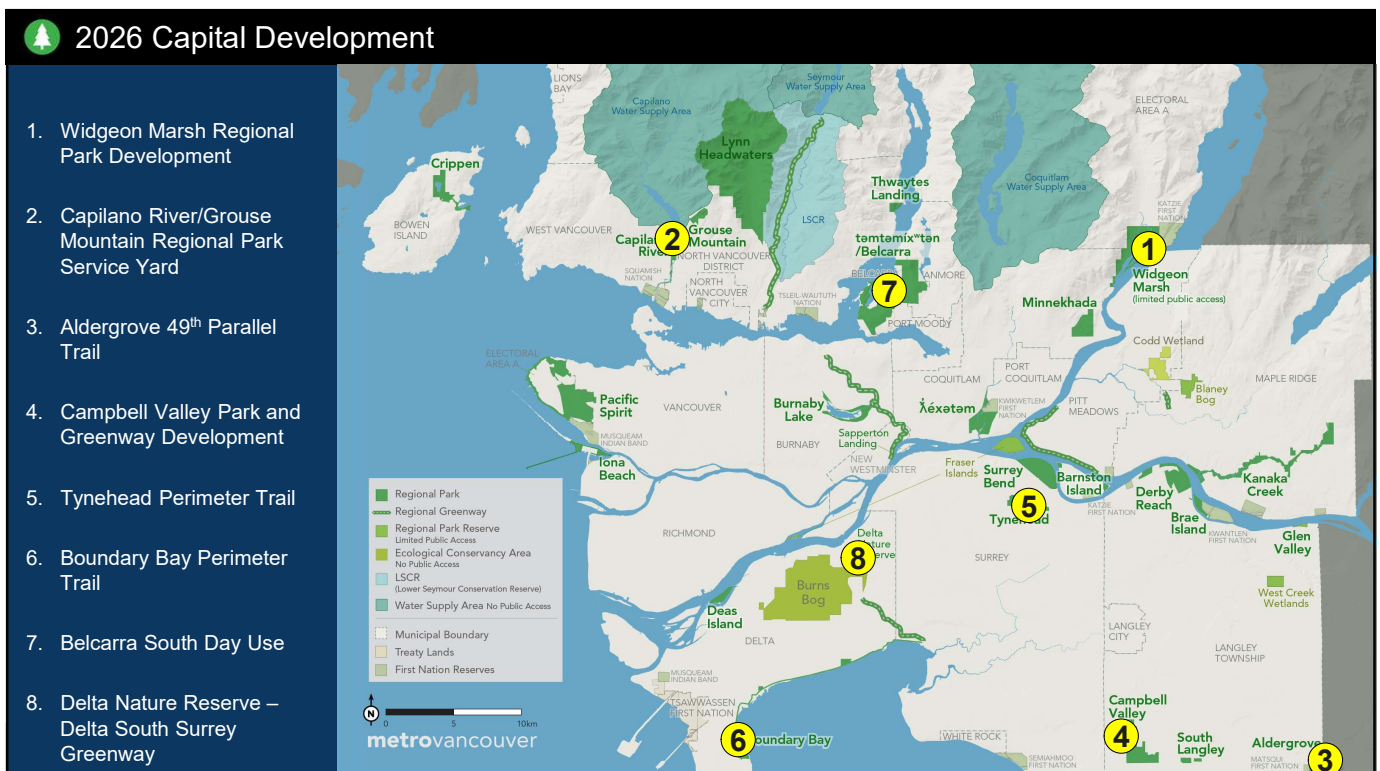 2026 Capital Development
1. Widgeon Marsh Regional
Park Development
2. Capilano River/Grouse
Mountain Regional Park
Service Yard
3. Aldergrove 49th Parallel
Trail
4. Campbell Valley Park and
Greenway Development
5. Tynehead Perimeter Trail
6. Boundary Bay Perimeter
Trail
7. Belcarra South Day Use
8. Delta Nature Reserve –
Delta South Surrey
Greenway
LIONS
BAY
Capilano
Water Supply Area
Seymour
Water Supply Area
ELECTORAL
AREA A
Lynn
Headwaters
Crippen
BOWEN
ISLAND
WEST VANCOUVER
Thwaytes
Landing
Coquitlam
Water Supply Area
LSCR
KATZIE
FIRST
NATION
2
Grouse
Mountain
River
NORTH VANCOUVER
DISTRICT
SQUAMISH
NATION
NORTH
VANCOUVER
CITY
TSLEIL-WAUTUTH
NATION
təmtəmíxʷtən
/Belcarra
7
ANMORE
PORT MOODY
1
Widgeon
Marsh
(limited public access)
Minnekhada
Codd Wetland
Blaney
Bog
MAPLE RIDGE
ELECTORAL
AREA A
Pacific
Spirit
VANCOUVER
MUSQUEAM
INDIAN BAND
Iona
Beach
Burnaby
Lake
BURNABY
Sapperton
Landing
NEW
WESTMINSTER
COQUITLAM
PORT
COQUITLAM
ƛ̓éxətəm
KWIKWETLEM
FIRST
NATION
PITT
MEADOWS
Fraser
Islands
Surrey
Bend
Barnston
Island
5
KATZIE
FIRST NATION
Derby
Reach
Brae
Island
Kanaka
Creek
KWANTLEN
FIRST NATION
Glen
Valley
Regional Park
Regional Greenway
Regional Park Reserve
Limited Public Access
Ecological Conservancy Area
No Public Access
LSCR
(Lower Seymour Conservation Reserve)
Water Supply Area No Public Access
Municipal Boundary
Treaty Lands
First Nation Reserves
RICHMOND
Delta
8
Burns
Bog
SURREY
West Creek
Wetlands
Deas
Island
DELTA
LANGLEY
CITY
LANGLEY
TOWNSHIP
MUSQUEAM
INDIAN BAND
TSAWWASSEN
FIRST NATION
6
Bay
WHITE ROCK
SEMIAHMOO
FIRST NATION
Campbell
Valley
4
South
Langley
Aldergrove
MATSQUI
FIRST NATION
3
N
0 5 10km
metrovancouver